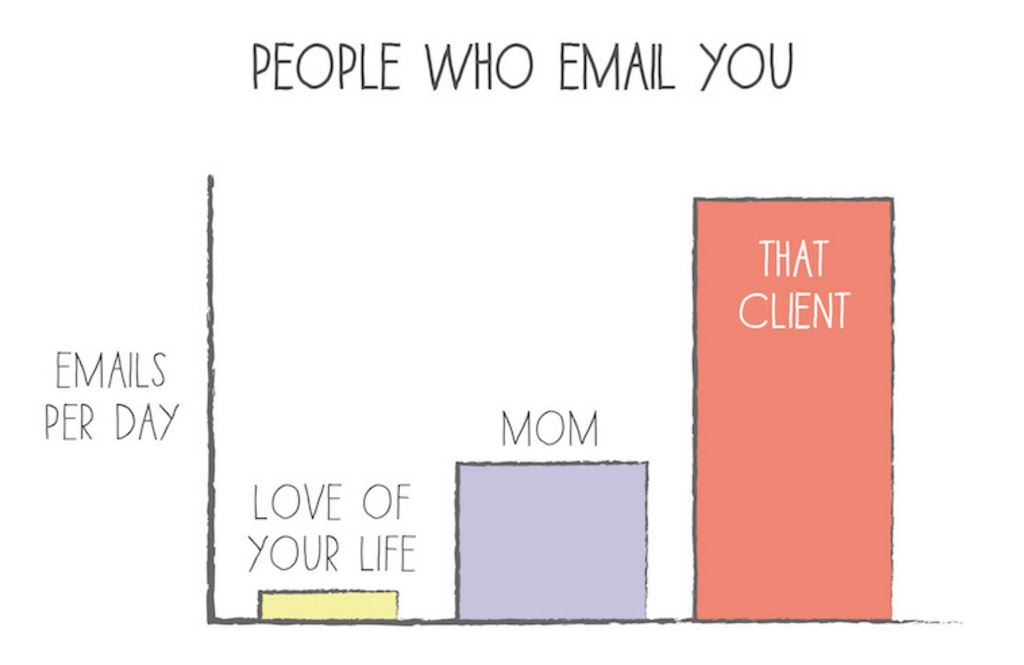 PEOPLE WHO EMAIL YOU
EMAILS
PER DAY
LOVE OF
YOUR LIFE
MOM
THAT
CLIENT